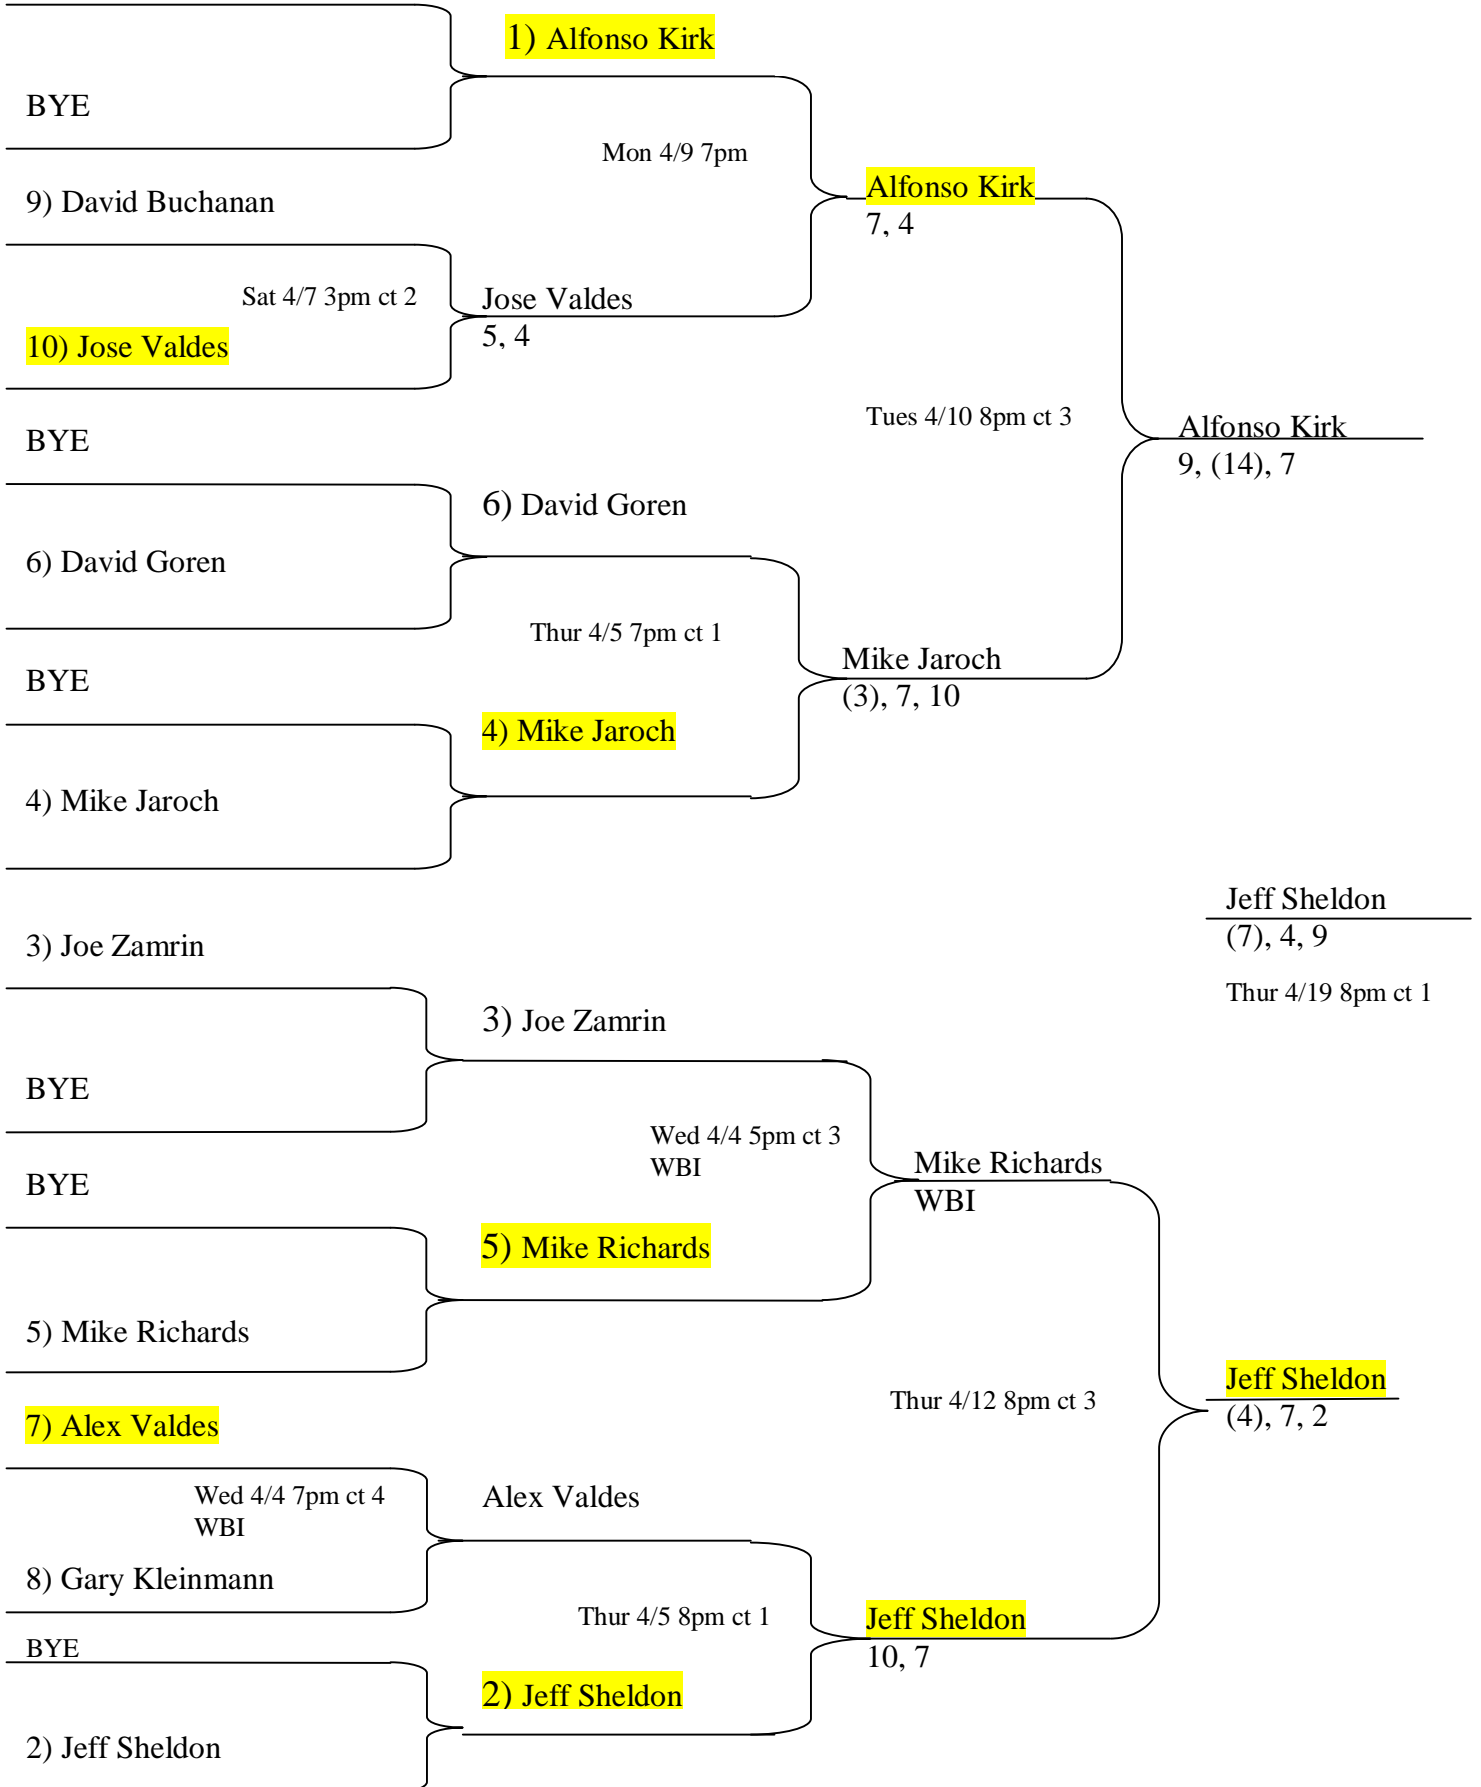 1) Alfonso Kirk
BYE
Mon 4/9 7pm
Alfonso Kirk
7, 4
9) David Buchanan
Sat 4/7 3pm ct 2
Jose Valdes
5, 4
10) Jose Valdes
Tues 4/10 8pm ct 3
Alfonso Kirk
9, (14), 7
BYE
6) David Goren
6) David Goren
Thur 4/5 7pm ct 1
Mike Jaroch
(3), 7, 10
BYE
4) Mike Jaroch
4) Mike Jaroch
Jeff Sheldon
(7), 4, 9
Thur 4/19 8pm ct 1
3) Joe Zamrin
3) Joe Zamrin
BYE
Wed 4/4 5pm ct 3
WBI
Mike Richards
WBI
BYE
5) Mike Richards
5) Mike Richards
Thur 4/12 8pm ct 3
Jeff Sheldon
(4), 7, 2
7) Alex Valdes
Wed 4/4 7pm ct 4
WBI
Alex Valdes
8) Gary Kleinmann
Thur 4/5 8pm ct 1
Jeff Sheldon
10, 7
BYE
2) Jeff Sheldon
2) Jeff Sheldon